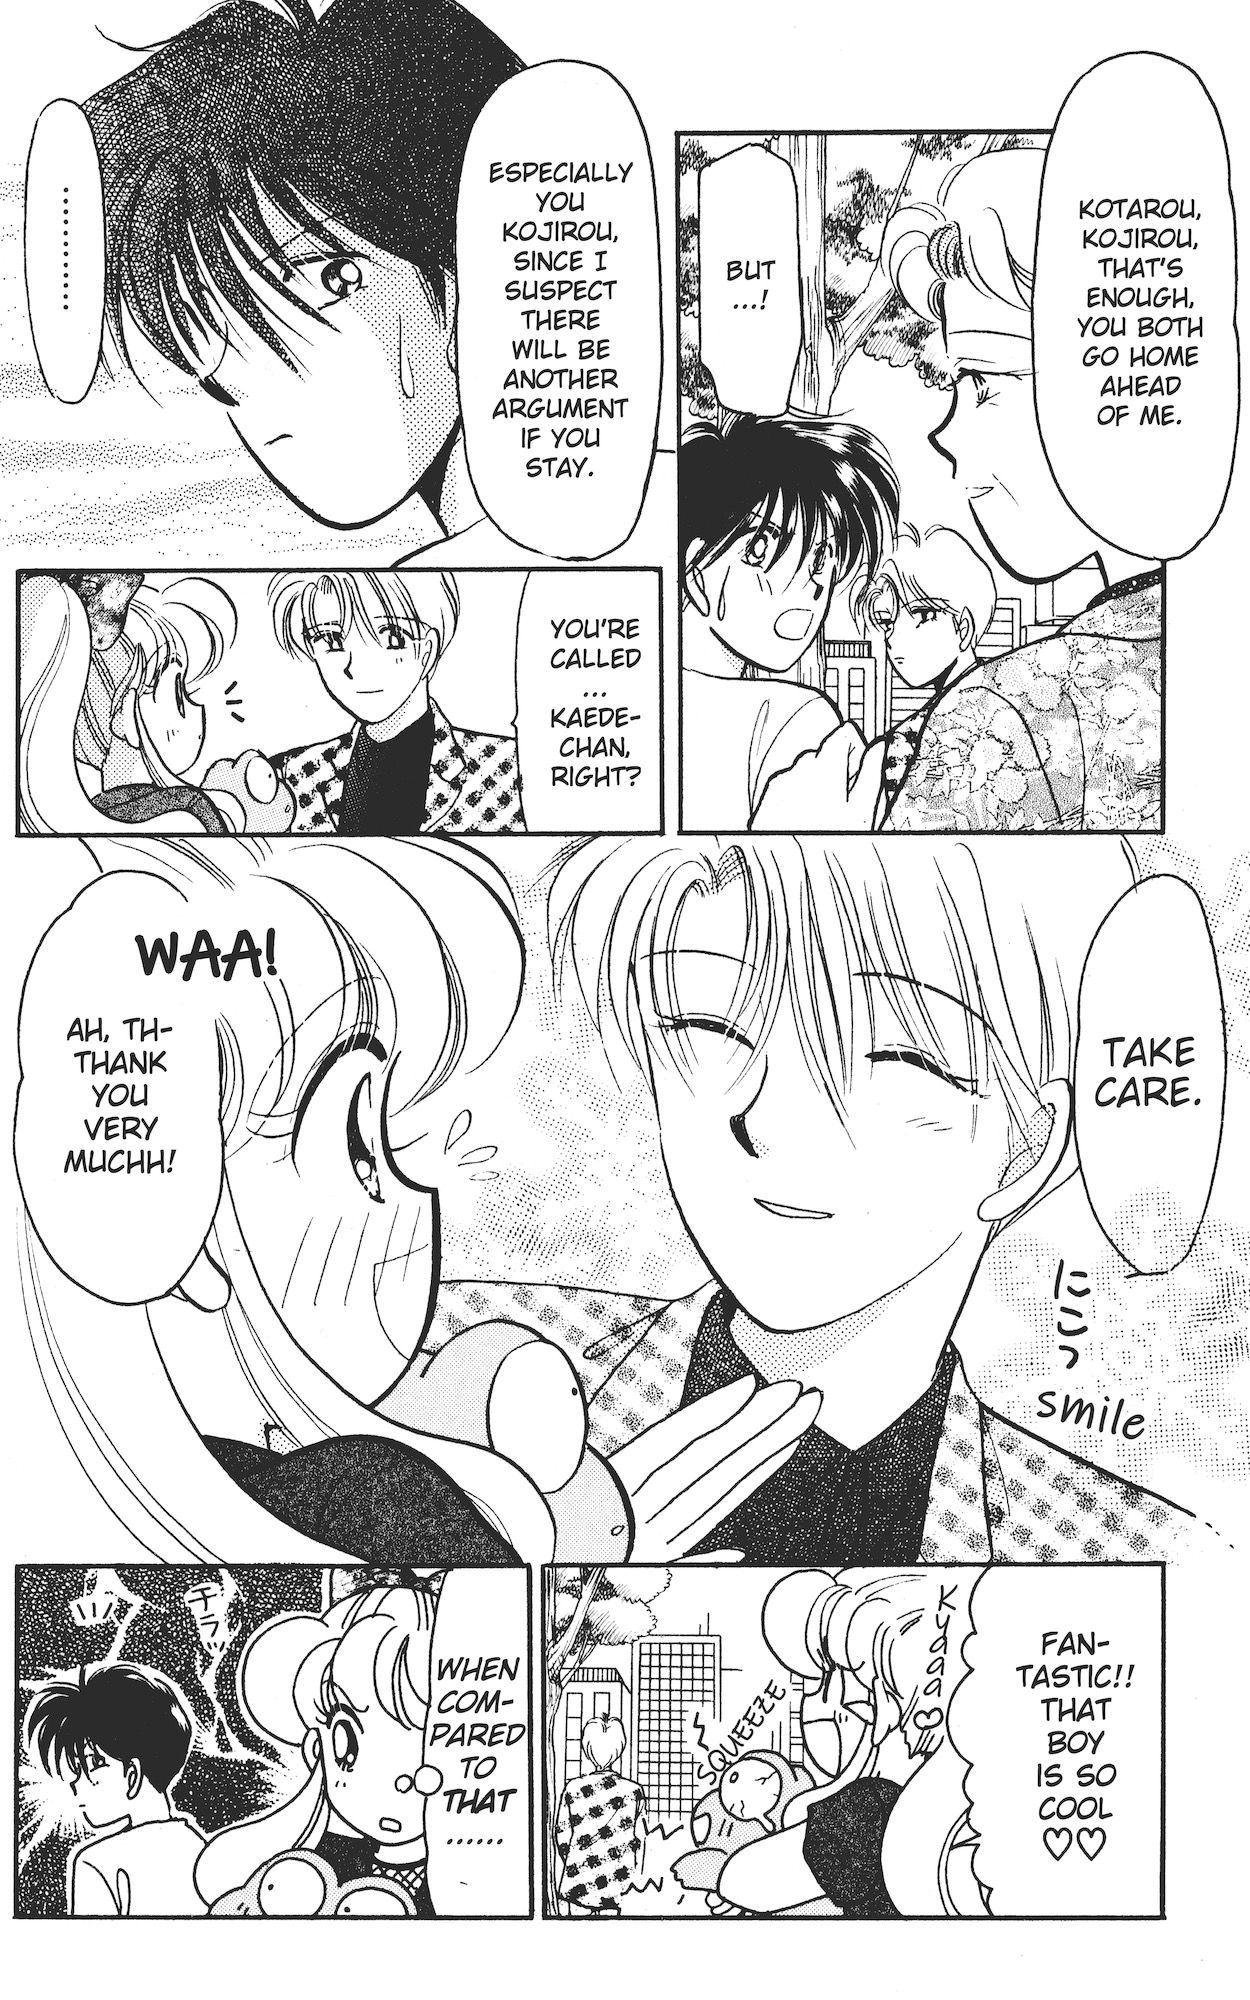 KOTAROU,
KOJIROU,
THAT'S
ENOUGH,
YOU BOTH
GO HOME
AHEAD
OF ME.
BUT
...!
ESPECIALLY
YOU
KOJIROU,
SINCE I
SUSPECT
THERE
WILL BE
ANOTHER
ARGUMENT
IF YOU
STAY.
.........
YOU'RE
CALLED
...
KAEDE-
CHAN,
RIGHT?
TAKE
CARE.
にこっ
smile
WAA!
AH, TH-
THANK
YOU
VERY
MUCHH!
FAN-
TASTIC!!
THAT
BOY
IS SO
COOL
♡♡
Kyaaa♡
SQUEEZE
WHEN
COM-
PARED
TO
THAT
......
チラッ